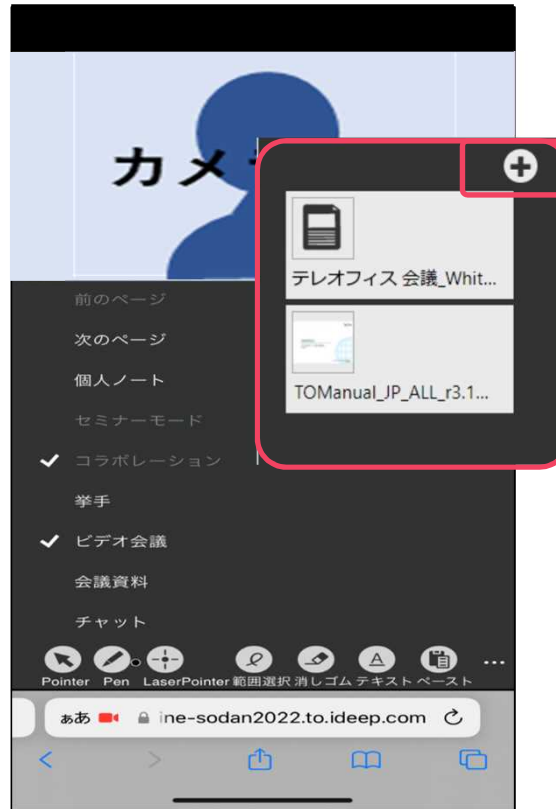 カメ
テレオフィス 会議_Whit...
TOManual_JP_ALL_r3.1...
前のページ
次のページ
個人ノート
セミナーモード
コラボレーション
挙手
ビデオ会議
会議資料
チャット
Pointer Pen LaserPointer 範囲選択 消しゴム テキスト ペースト
ぁあ ine-sodan2022.to.ideep.com